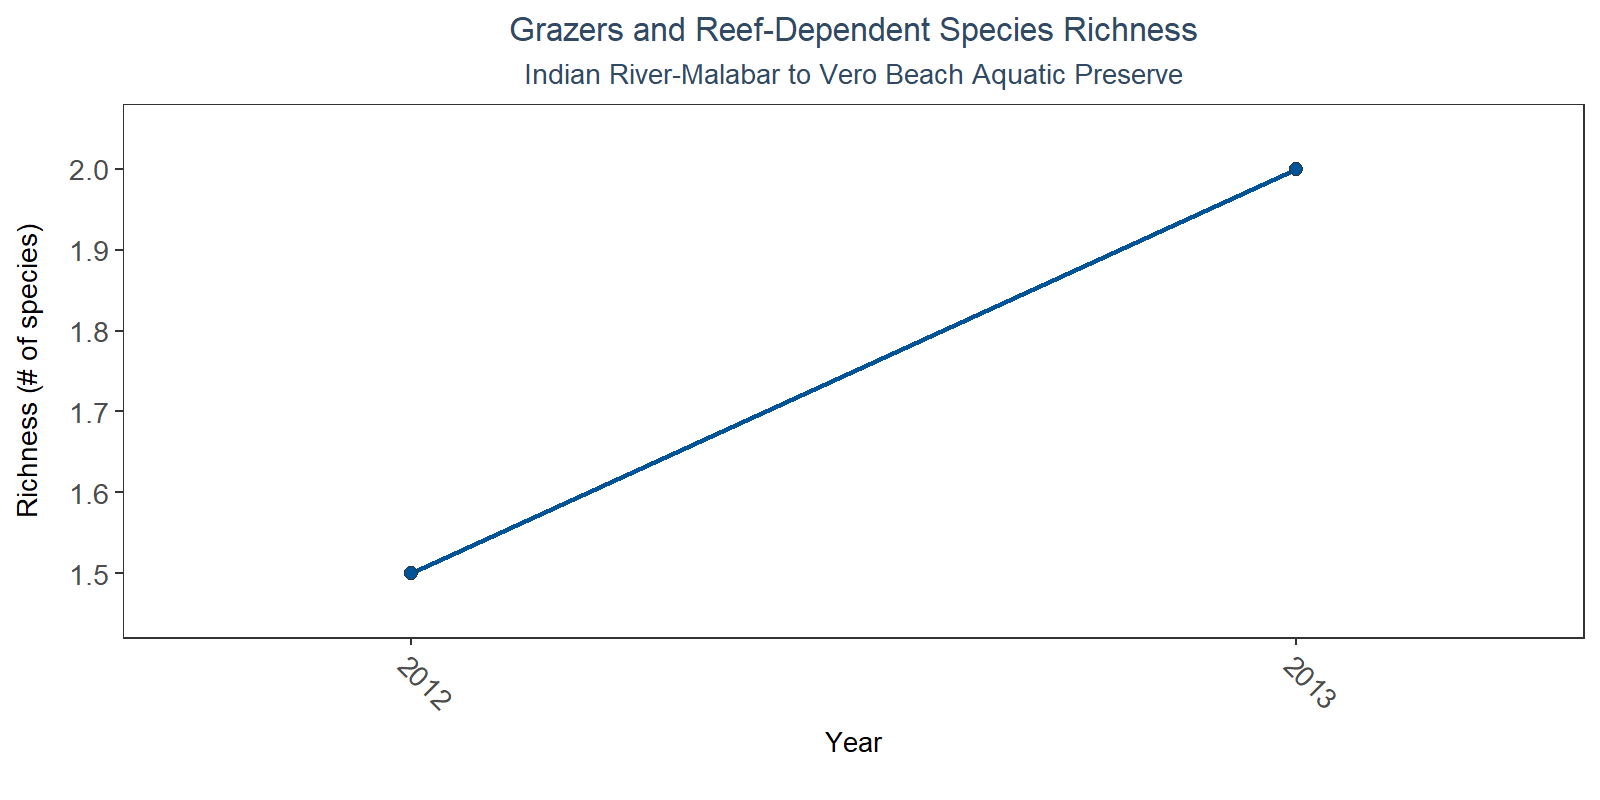 Grazers and Reef-Dependent Species Richness
Indian River-Malabar to Vero Beach Aquatic Preserve
Richness (# of species)
2.0
1.9
1.8
1.7
1.6
1.5
2012
2013
Year